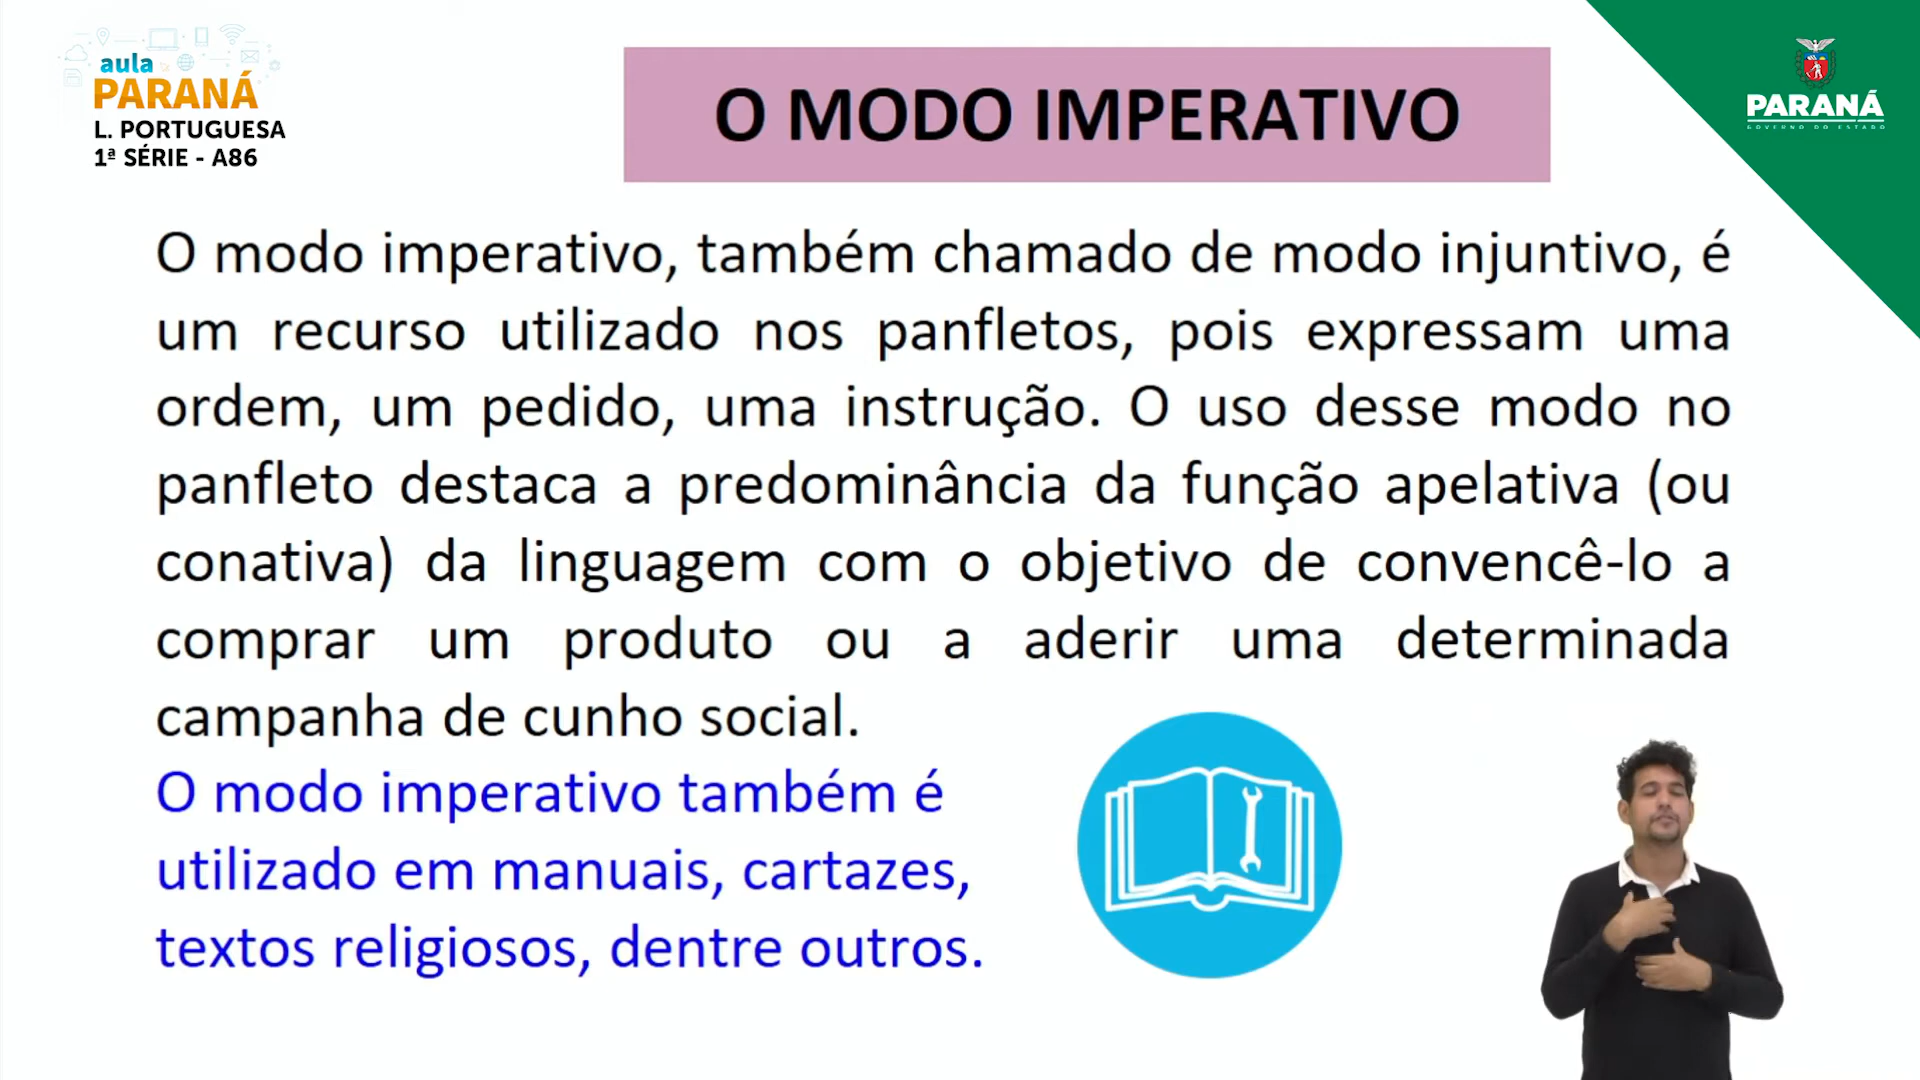 aula
PARANÁ
L. PORTUGUESA
1ª SÉRIE - A86
O MODO IMPERATIVO
PARANÁ
GOVERNO DO ESTADO
O modo imperativo, também chamado de modo injuntivo, é
um recurso utilizado nos panfletos, pois expressam uma
ordem, um pedido, uma instrução. O uso desse modo no
panfleto destaca a predominância da função apelativa (ou
conativa) da linguagem com o objetivo de convencê-lo a
comprar um produto ou a aderir uma determinada
campanha de cunho social.
O modo imperativo também é
utilizado em manuais, cartazes,
textos religiosos, dentre outros.